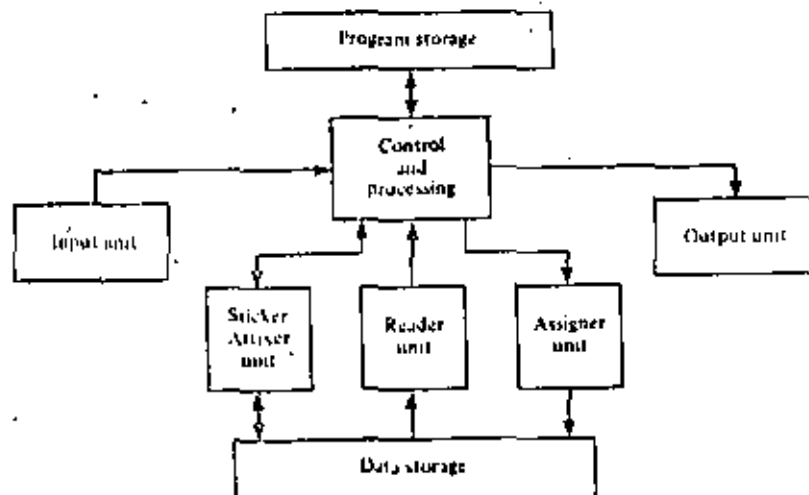 Program storage
Control
and
processing
Input unit
Output unit
Sticker
Affixer
unit
Reader
unit
Assigner
unit
Data storage